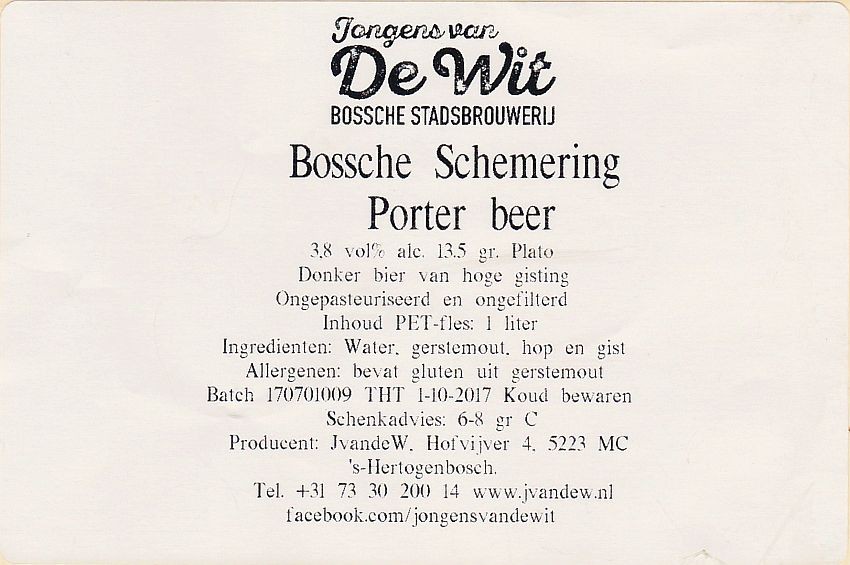 Jongens van
De Wit
BOSSCHE STADSBROUWERIJ
Bossche Schemering
Porter beer
3.8 vol% alc. 13.5 gr. Plato
Donker bier van hoge gisting
Ongepasteuriseerd en ongefilterd
Inhoud PET-fles: 1 liter
Ingredienten: Water, gerstemout, hop en gist
Allergenen: bevat gluten uit gerstemout
Batch 170701009 THT 1-10-2017 Koud bewaren
Schenkadvies: 6-8 gr C
Producent: JvandeW, Hofvijver 4, 5223 MC
's-Hertogenbosch.
Tel. +31 73 30 200 14 www.jvandew.nl
facebook.com/jongensvandewit